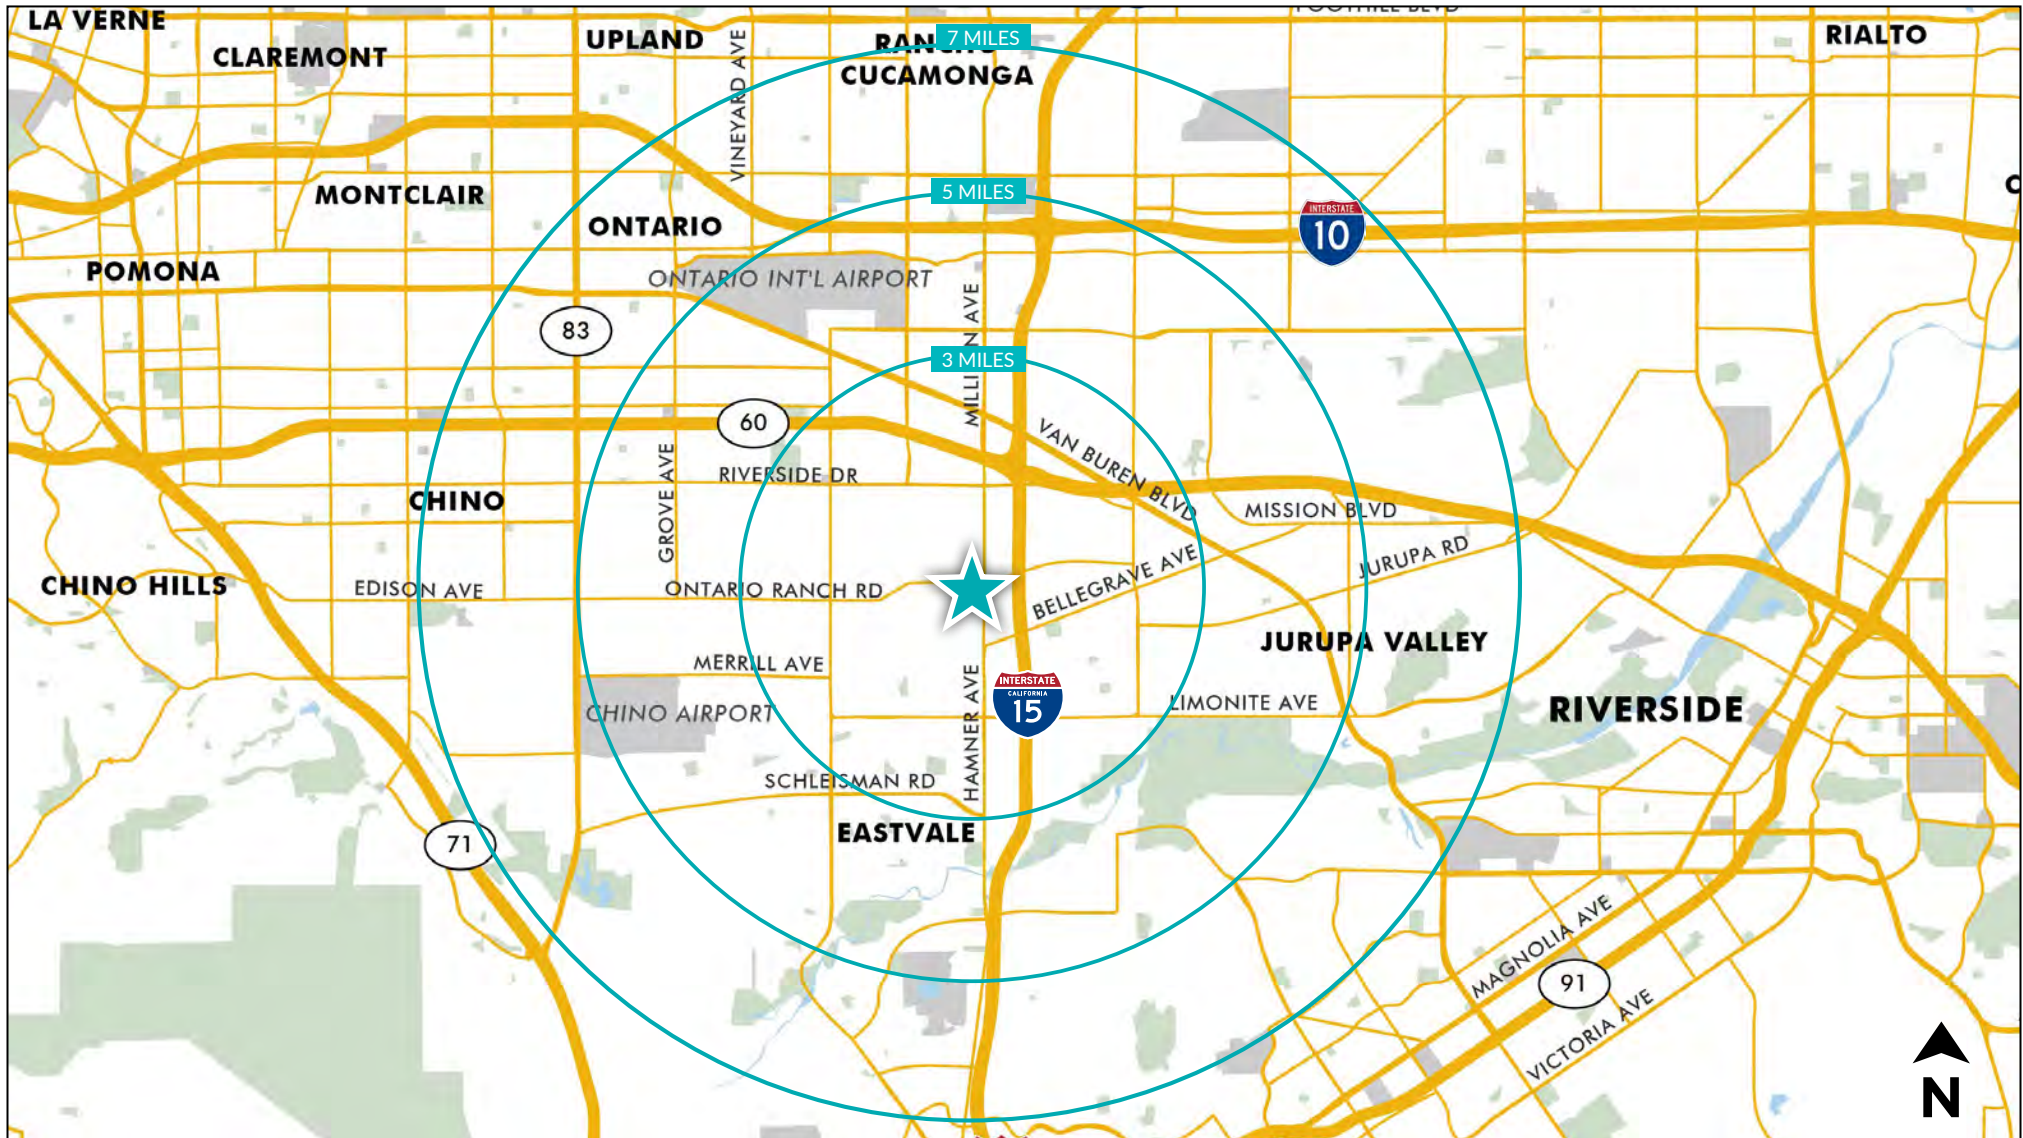 LA VERNE
CLAREMONT
UPLAND
VINEYARD AVE
RANCHO
CUCAMONGA
7 MILES
FOOTHILL BLVD
RIALTO
MONTCLAIR
5 MILES
ONTARIO
INTERSTATE
10
POMONA
ONTARIO INT'L AIRPORT
83
3 MILES
60
VAN BUREN BLVD
RIVERSIDE DR
GROVE AVE
CHINO
MISSION BLVD
JURUPA RD
BELLEGRAVE AVE
CHINO HILLS
EDISON AVE
ONTARIO RANCH RD
JURUPA VALLEY
MERRILL AVE
HAMNER AVE
INTERSTATE
CALIFORNIA
15
LIMONITE AVE
RIVERSIDE
CHINO AIRPORT
SCHLEISMAN RD
EASTVALE
71
MAGNOLIA AVE
91
VICTORIA AVE
N